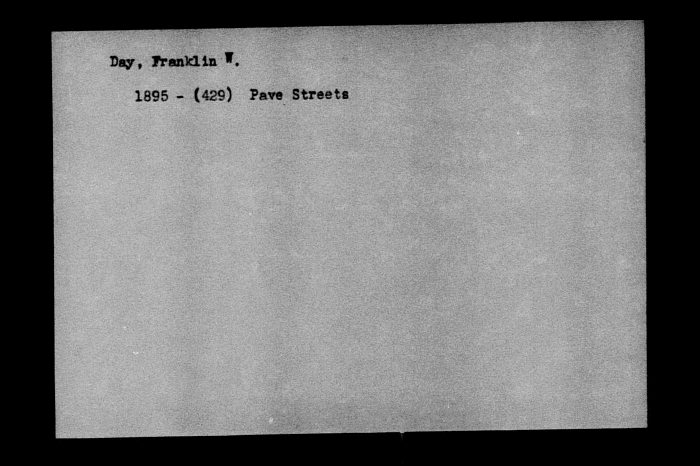 Day, Franklin W.
1895 - (429) Pave Streets